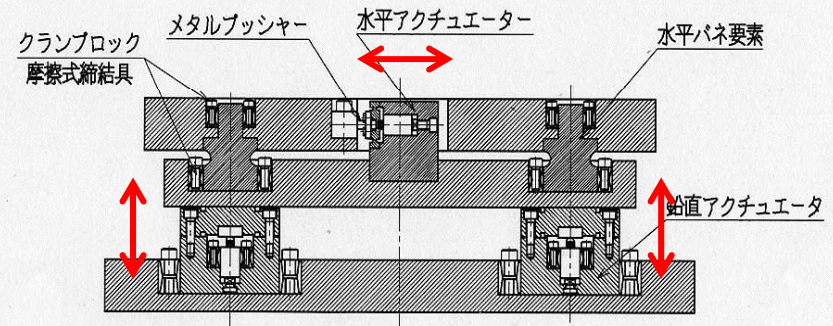 メタルプッシャー
水平アクチュエーター
水平バネ要素
クランプロック
摩擦式締結具
鉛直アクチュエータ